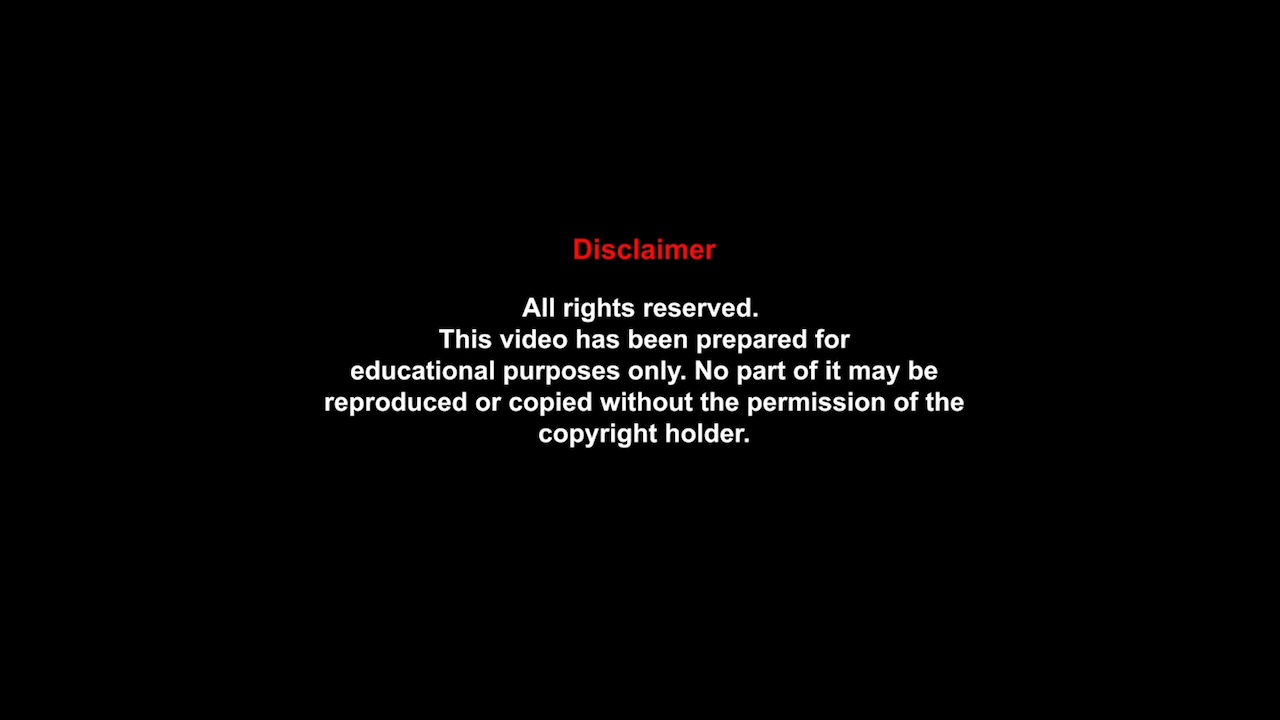 Disclaimer
All rights reserved.
This video has been prepared for
educational purposes only. No part of it may be
reproduced or copied without the permission of the
copyright holder.